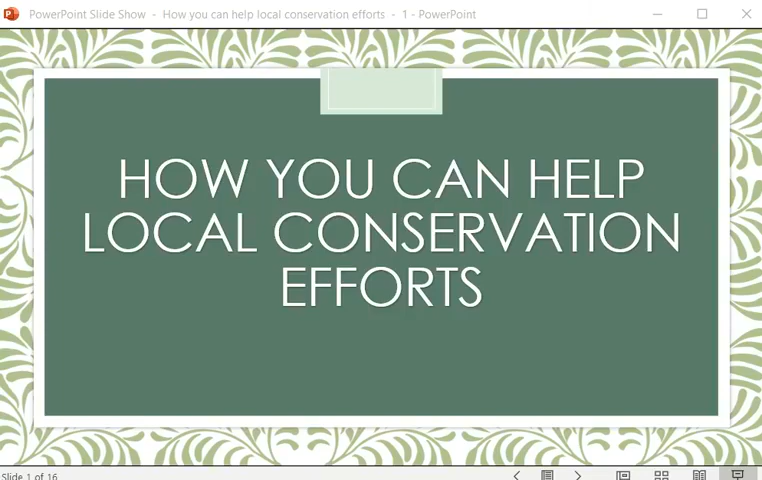 PowerPoint Slide Show - How you can help local conservation efforts - 1 - PowerPoint
HOW YOU CAN HELP
LOCAL CONSERVATION
EFFORTS
Slide 1 of 16